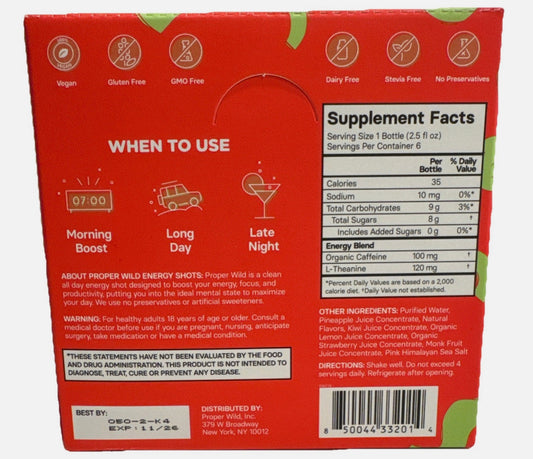 100%
VEGAN
Vegan
Gluten Free
GMO Free
Dairy Free
Stevia Free
No Preservatives
WHEN TO USE
07:00
Morning
Boost
Long
Day
Late
Night
ABOUT PROPER WILD ENERGY SHOTS: Proper Wild is a clean
all day energy shot designed to boost your energy, focus, and
productivity, putting you into the ideal mental state to maximize
your day. We use no preservatives or artificial sweeteners.
WARNING: For healthy adults 18 years of age or older. Consult a
medical doctor before use if you are pregnant, nursing, anticipate
surgery, take medication or have a medical condition.
*THESE STATEMENTS HAVE NOT BEEN EVALUATED BY THE FOOD
AND DRUG ADMINISTRATION. THIS PRODUCT IS NOT INTENDED TO
DIAGNOSE, TREAT, CURE OR PREVENT ANY DISEASE.
BEST BY:
050-2-K4
EXP:11/26
DISTRIBUTED BY:
Proper Wild, Inc.
379 W Broadway
New York, NY 10012
Supplement Facts
Serving Size 1 Bottle (2.5 fl oz)
Servings Per Container 6
Per Bottle % Daily Value
Calories 35
Sodium 10 mg 0%*
Total Carbohydrates 9 g 3%*
Total Sugars 8 g †
Includes Added Sugars 0 g 0%*
Energy Blend
Organic Caffeine 100 mg †
L-Theanine 120 mg †
*Percent Daily Values are based on a 2,000
calorie diet. †Daily Value not established.
OTHER INGREDIENTS: Purified Water,
Pineapple Juice Concentrate, Natural
Flavors, Kiwi Juice Concentrate, Organic
Lemon Juice Concentrate, Organic
Strawberry Juice Concentrate, Monk Fruit
Juice Concentrate, Pink Himalayan Sea Salt
DIRECTIONS: Shake well. Do not exceed 4
servings daily. Refrigerate after opening.
8 50044 33201 4